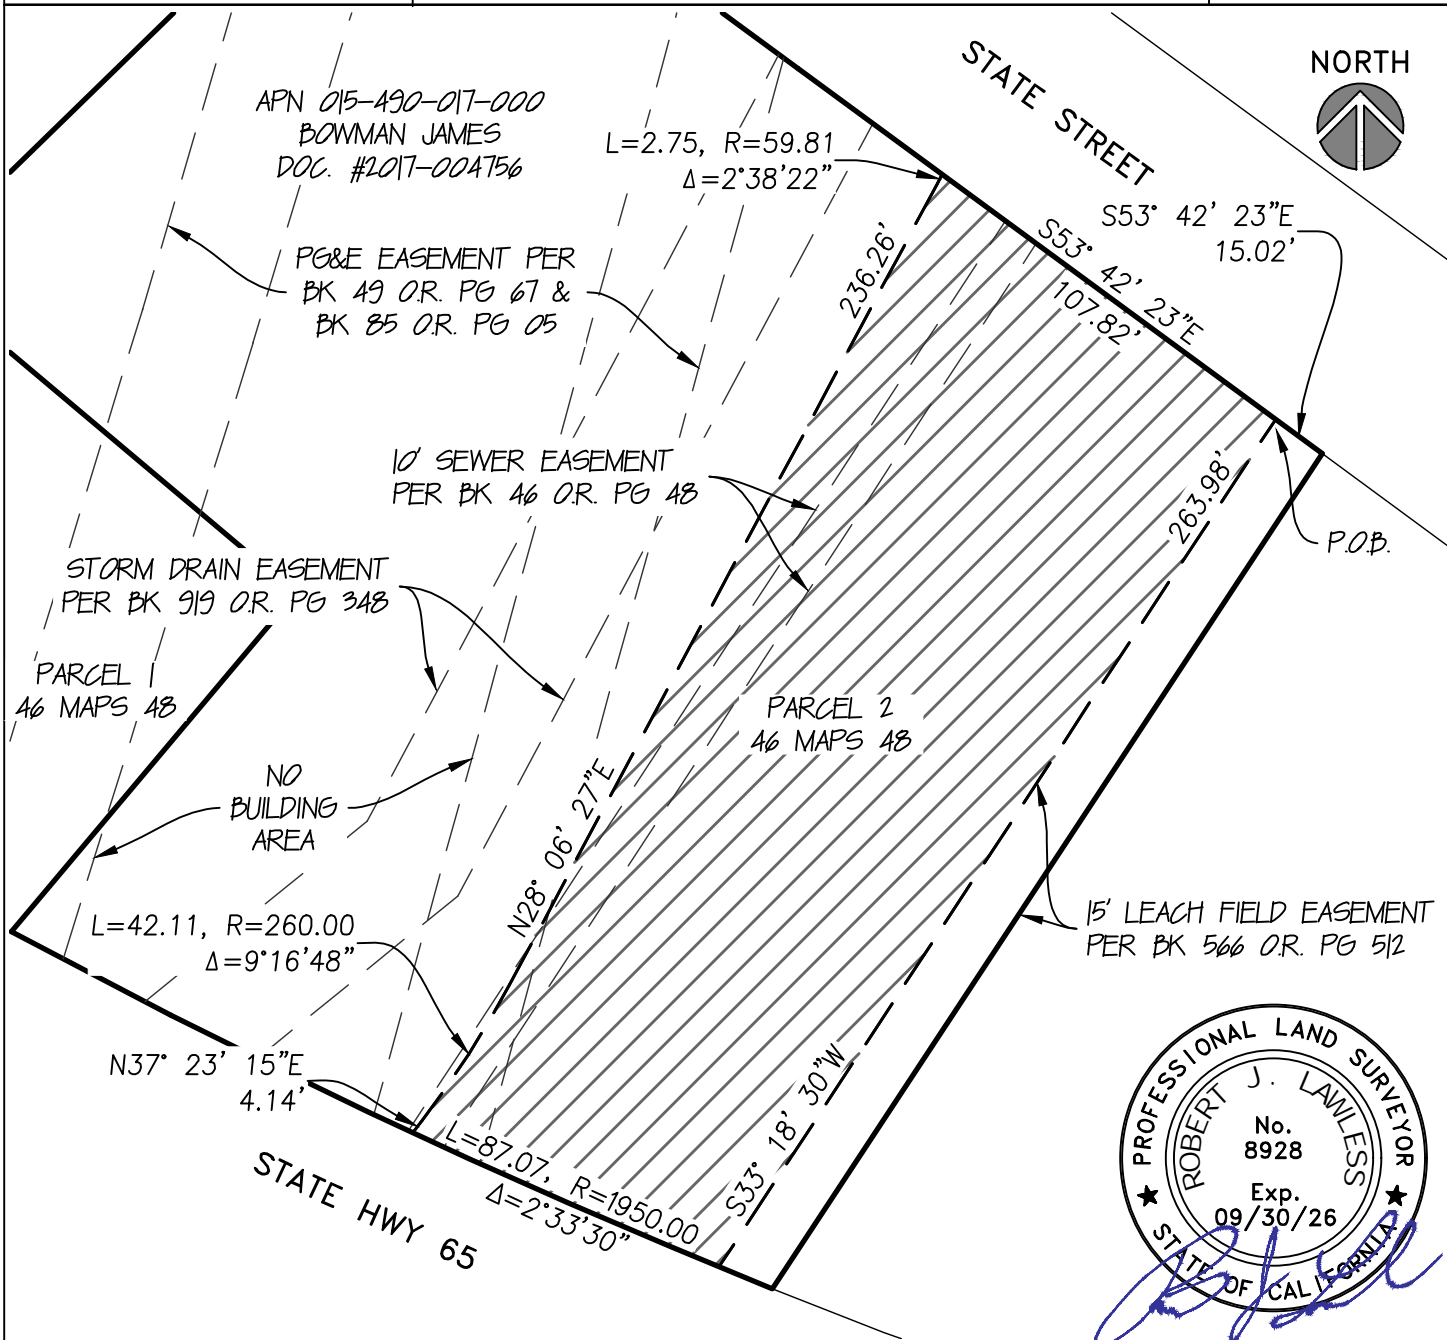 NORTH
STATE STREET
APN 015-490-017-000
BOWMAN JAMES
DOC. #2017-004756
L=2.75, R=59.81
Δ=2°38'22"
S53° 42' 23"E
15.02'
S53° 42' 23"E
107.82'
236.26'
PG&E EASEMENT PER
BK 49 O.R. PG 67 &
BK 85 O.R. PG 05
10' SEWER EASEMENT
PER BK 46 O.R. PG 48
263.98'
P.O.B.
STORM DRAIN EASEMENT
PER BK 919 O.R. PG 348
PARCEL 1
46 MAPS 48
PARCEL 2
46 MAPS 48
NO
BUILDING
AREA
N28° 06' 27"E
L=42.11, R=260.00
Δ=9°16'48"
15' LEACH FIELD EASEMENT
PER BK 566 O.R. PG 512
N37° 23' 15"E
4.14'
S33° 18' 30"W
L=87.07, R=1950.00
Δ=2°33'30"
STATE HWY 65
PROFESSIONAL LAND SURVEYOR
ROBERT J. LAWLESS
No.
8928
Exp.
09/30/26
STATE OF CALIFORNIA